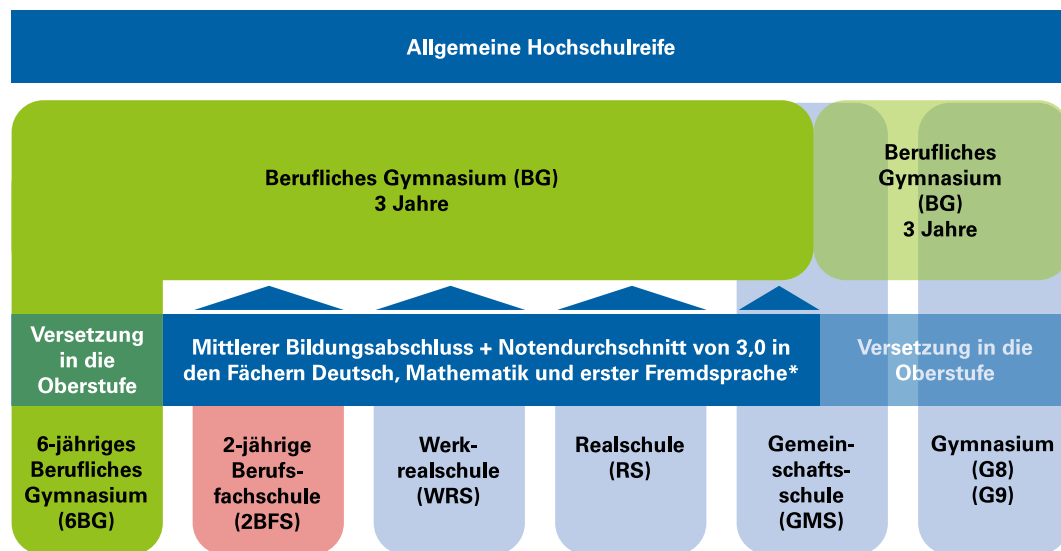 Allgemeine Hochschulreife
Berufliches Gymnasium (BG)
3 Jahre
Berufliches
Gymnasium
(BG)
3 Jahre
Versetzung
in die
Oberstufe
Mittlerer Bildungsabschluss + Notendurchschnitt von 3,0 in
den Fächern Deutsch, Mathematik und erster Fremdsprache*
Versetzung in die
Oberstufe
6-jähriges
Berufliches
Gymnasium
(6BG)
2-jährige
Berufs-
fachschule
(2BFS)
Werk-
realschule
(WRS)
Realschule
(RS)
Gemein-
schafts-
schule
(GMS)
Gymnasium
(G8)
(G9)